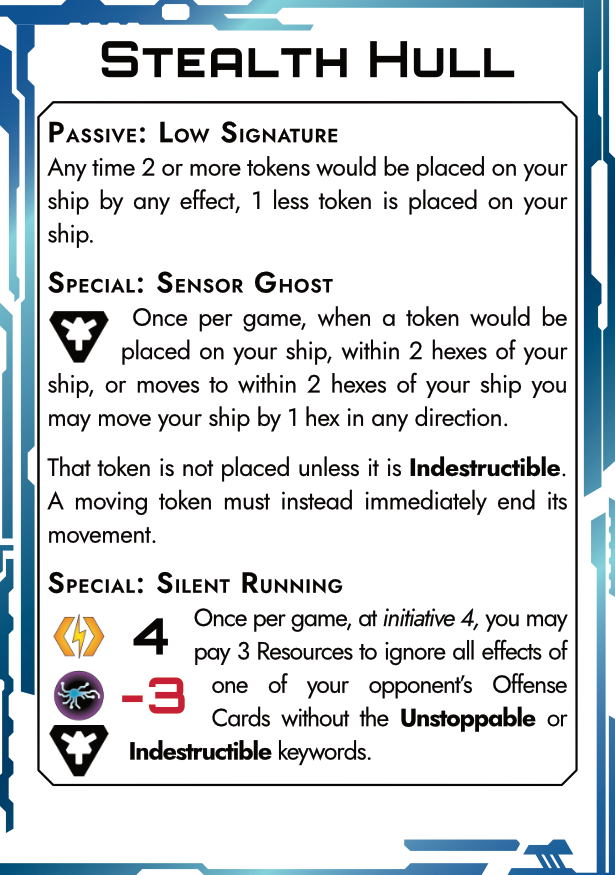 Stealth Hull
Passive: Low Signature
Any time 2 or more tokens would be placed on your
ship by any effect, 1 less token is placed on your
ship.
Special: Sensor Ghost
Once per game, when a token would be
placed on your ship, within 2 hexes of your
ship, or moves to within 2 hexes of your ship you
may move your ship by 1 hex in any direction.
That token is not placed unless it is Indestructible.
A moving token must instead immediately end its
movement.
Special: Silent Running
Once per game, at initiative 4, you may
4
pay 3 Resources to ignore all effects of
one of your opponent's Offense
-3
Cards without the Unstoppable or
Indestructible keywords.